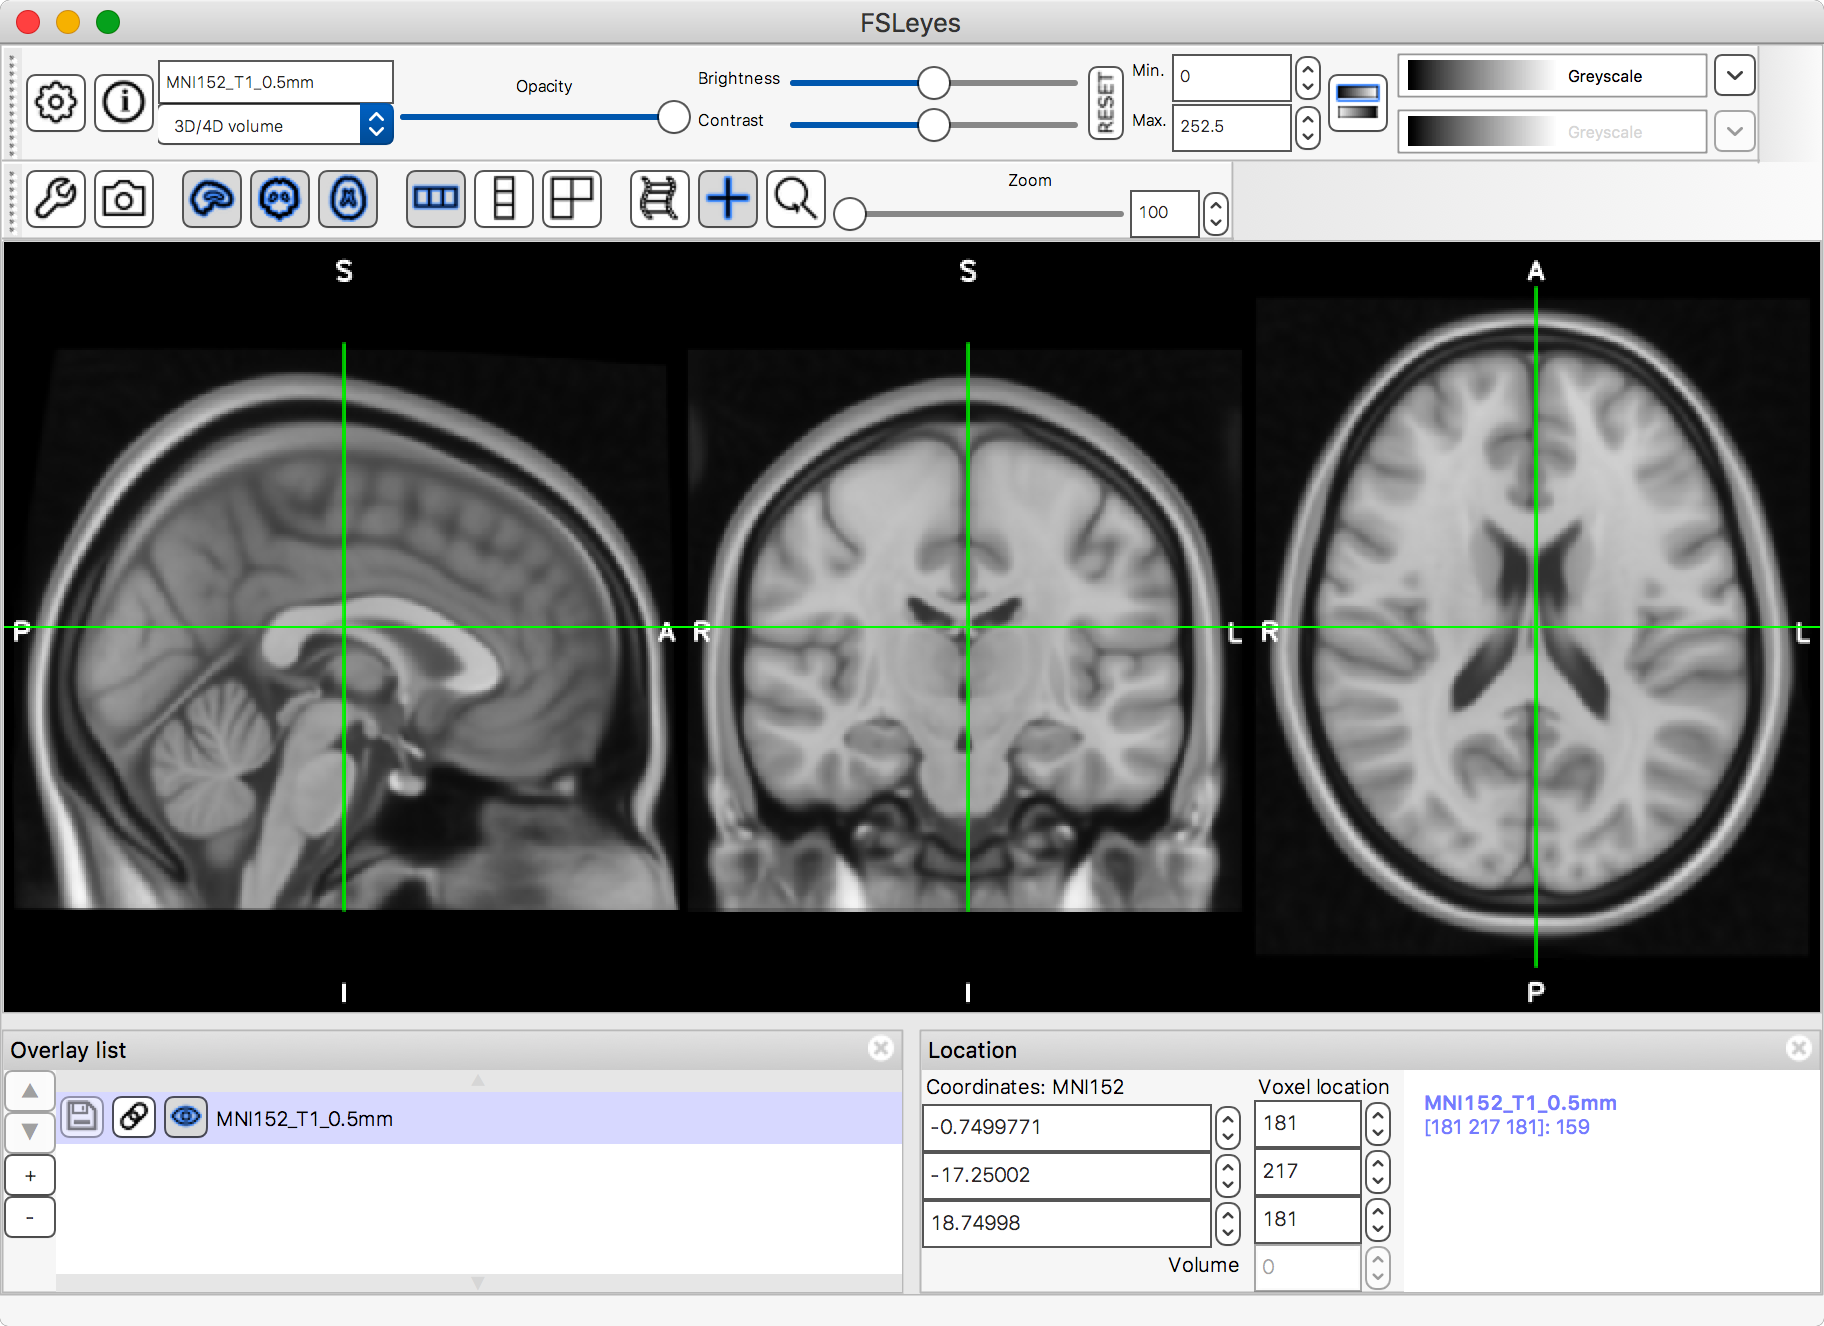 FSLeyes
MNI152_T1_0.5mm
3D/4D volume
Opacity
Brightness
Contrast
RESET
Min.
0
Max.
252.5
Greyscale
Greyscale
Zoom
100
S
S
A
P
A
R
L
R
L
I
I
P
Overlay list
MNI152_T1_0.5mm
+
-
Location
Coordinates: MNI152
Voxel location
-0.7499771
181
-17.25002
217
18.74998
181
Volume
0
MNI152_T1_0.5mm
[181 217 181]: 159